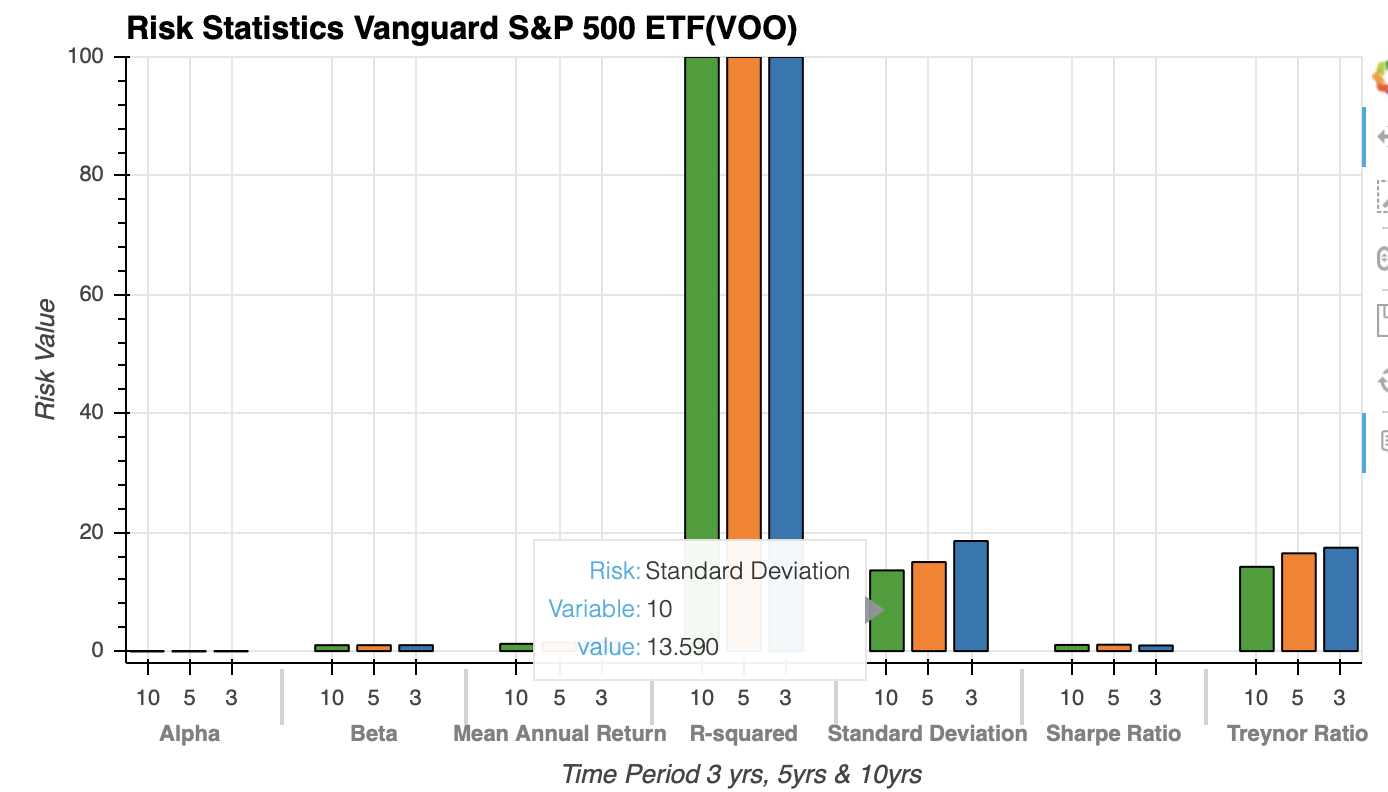 Risk Statistics Vanguard S&P 500 ETF(VOO)
100
80
60
40
20
0
Risk Value
Risk: Standard Deviation
Variable: 10
value: 13.590
10 5 3 10 5 3 10 5 3 10 5 3 10 5 3 10 5 3 10 5 3
Alpha Beta Mean Annual Return R-squared Standard Deviation Sharpe Ratio Treynor Ratio
Time Period 3 yrs, 5yrs & 10yrs